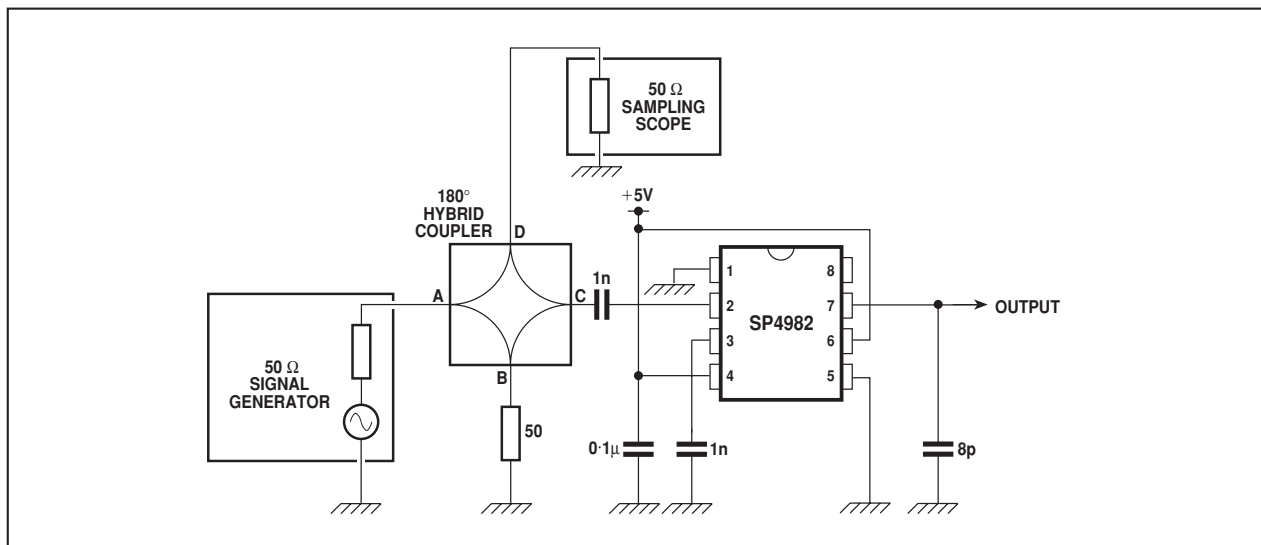 50 Ω
SAMPLING
SCOPE
180°
HYBRID
COUPLER
D
+5V
A
C
1n
B
1
2
3
4
8
7
6
5
SP4982
OUTPUT
50 Ω
SIGNAL
GENERATOR
50
0·1μ
1n
8p